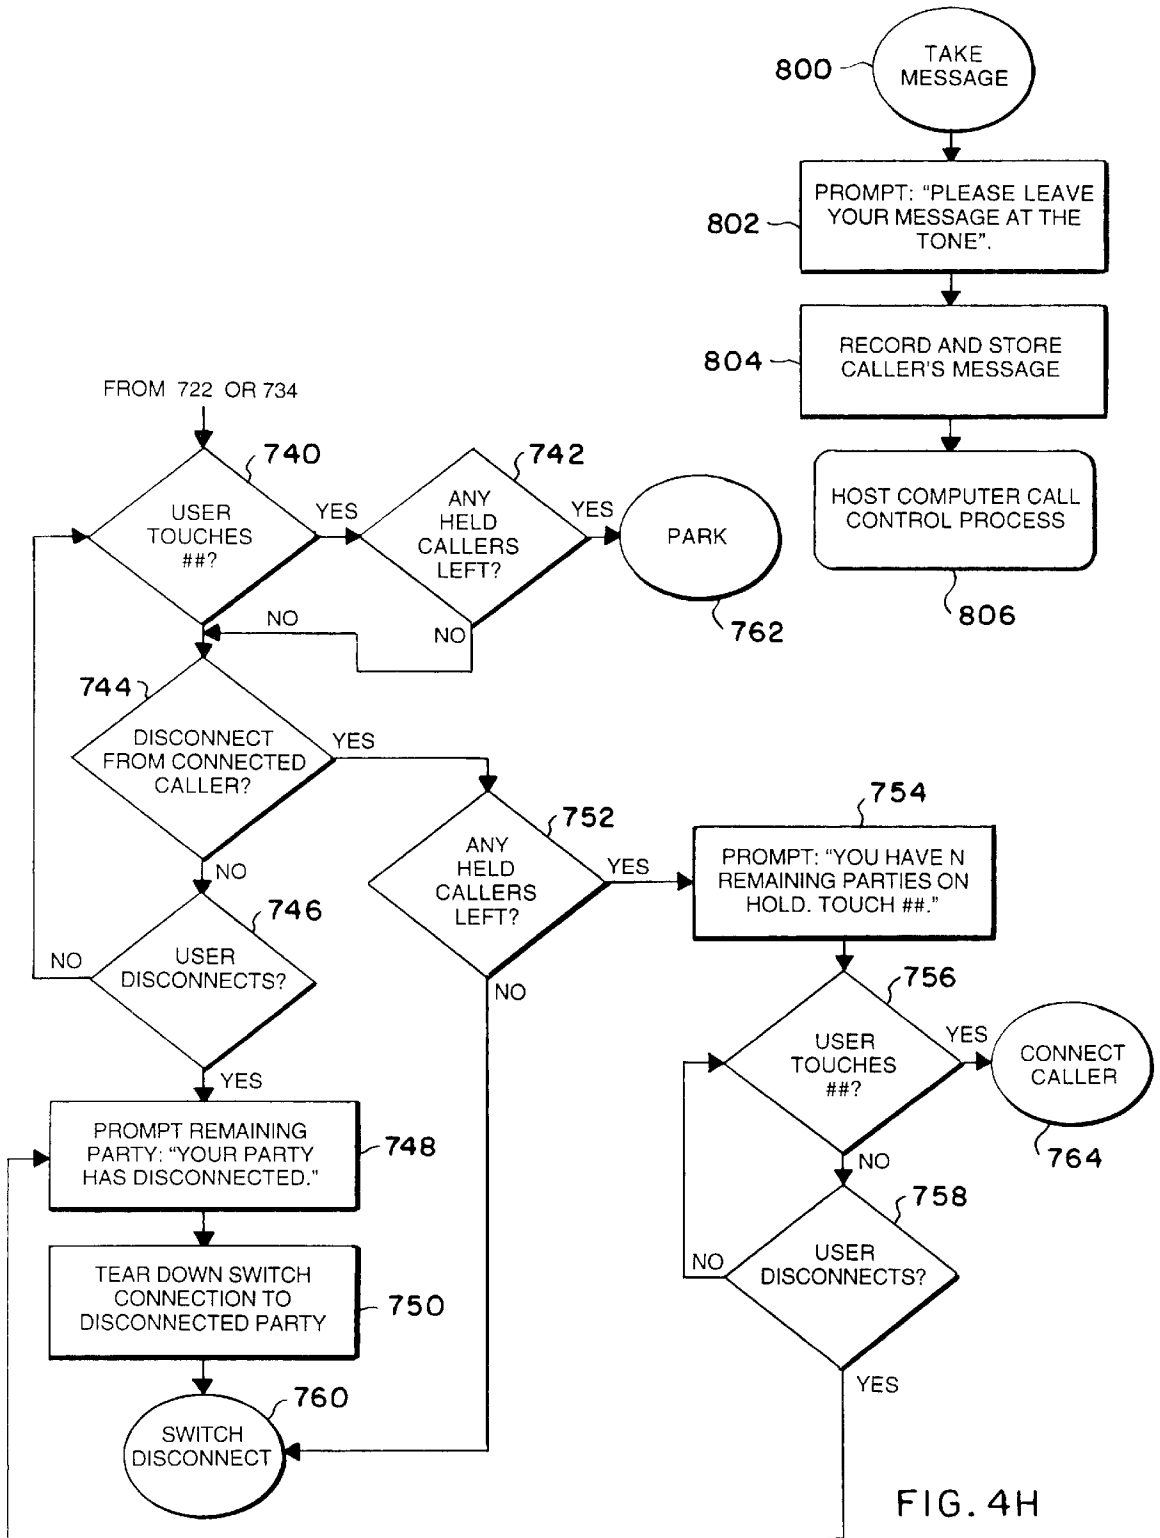 800
TAKE
MESSAGE
802
PROMPT: “PLEASE LEAVE
YOUR MESSAGE AT THE
TONE”.
804
RECORD AND STORE
CALLER'S MESSAGE
HOST COMPUTER CALL
CONTROL PROCESS
806
FROM 722 OR 734
740
USER
TOUCHES
##?
YES
742
ANY
HELD
CALLERS
LEFT?
YES
PARK
762
NO
NO
744
DISCONNECT
FROM CONNECTED
CALLER?
YES
NO
746
USER
DISCONNECTS?
NO
YES
PROMPT REMAINING
PARTY: “YOUR PARTY
HAS DISCONNECTED.”
748
TEAR DOWN SWITCH
CONNECTION TO
DISCONNECTED PARTY
750
760
SWITCH
DISCONNECT
752
ANY
HELD
CALLERS
LEFT?
YES
NO
754
PROMPT: “YOU HAVE N
REMAINING PARTIES ON
HOLD. TOUCH ##.”
756
USER
TOUCHES
##?
YES
CONNECT
CALLER
764
NO
758
USER
DISCONNECTS?
NO
YES
FIG. 4H